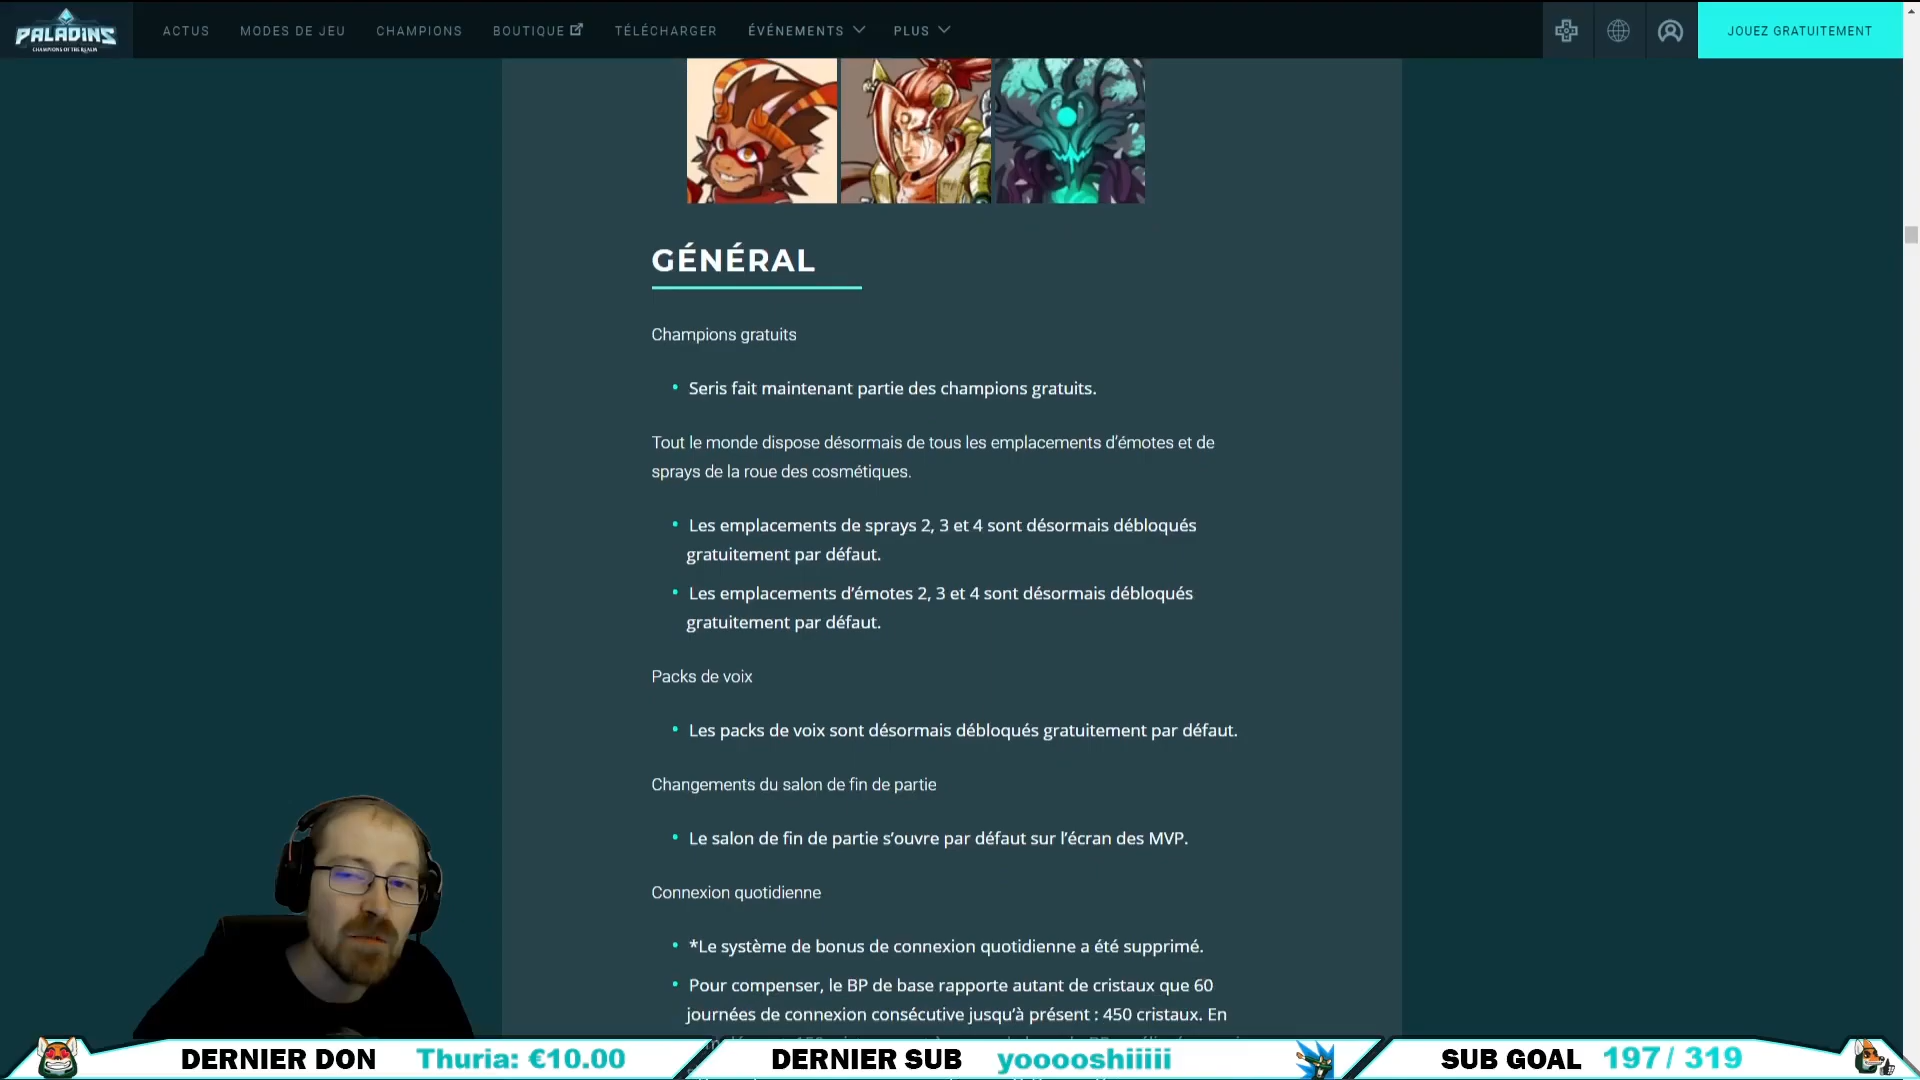 PALADINS
CHAMPIONS OF THE REALM
ACTUS
MODES DE JEU
CHAMPIONS
BOUTIQUE
TÉLÉCHARGER
ÉVÉNEMENTS
PLUS
JOUEZ GRATUITEMENT
GÉNÉRAL
Champions gratuits
• Seris fait maintenant partie des champions gratuits.
Tout le monde dispose désormais de tous les emplacements d’émotes et de
sprays de la roue des cosmétiques.
• Les emplacements de sprays 2, 3 et 4 sont désormais débloqués
gratuitement par défaut.
• Les emplacements d’émotes 2, 3 et 4 sont désormais débloqués
gratuitement par défaut.
Packs de voix
• Les packs de voix sont désormais débloqués gratuitement par défaut.
Changements du salon de fin de partie
• Le salon de fin de partie s’ouvre par défaut sur l’écran des MVP.
Connexion quotidienne
• *Le système de bonus de connexion quotidienne a été supprimé.
• Pour compenser, le BP de base rapporte autant de cristaux que 60
journées de connexion consécutive jusqu’à présent : 450 cristaux. En
DERNIER DON
Thuria: €10.00
DERNIER SUB
yooooshiiiii
SUB GOAL
197 / 319